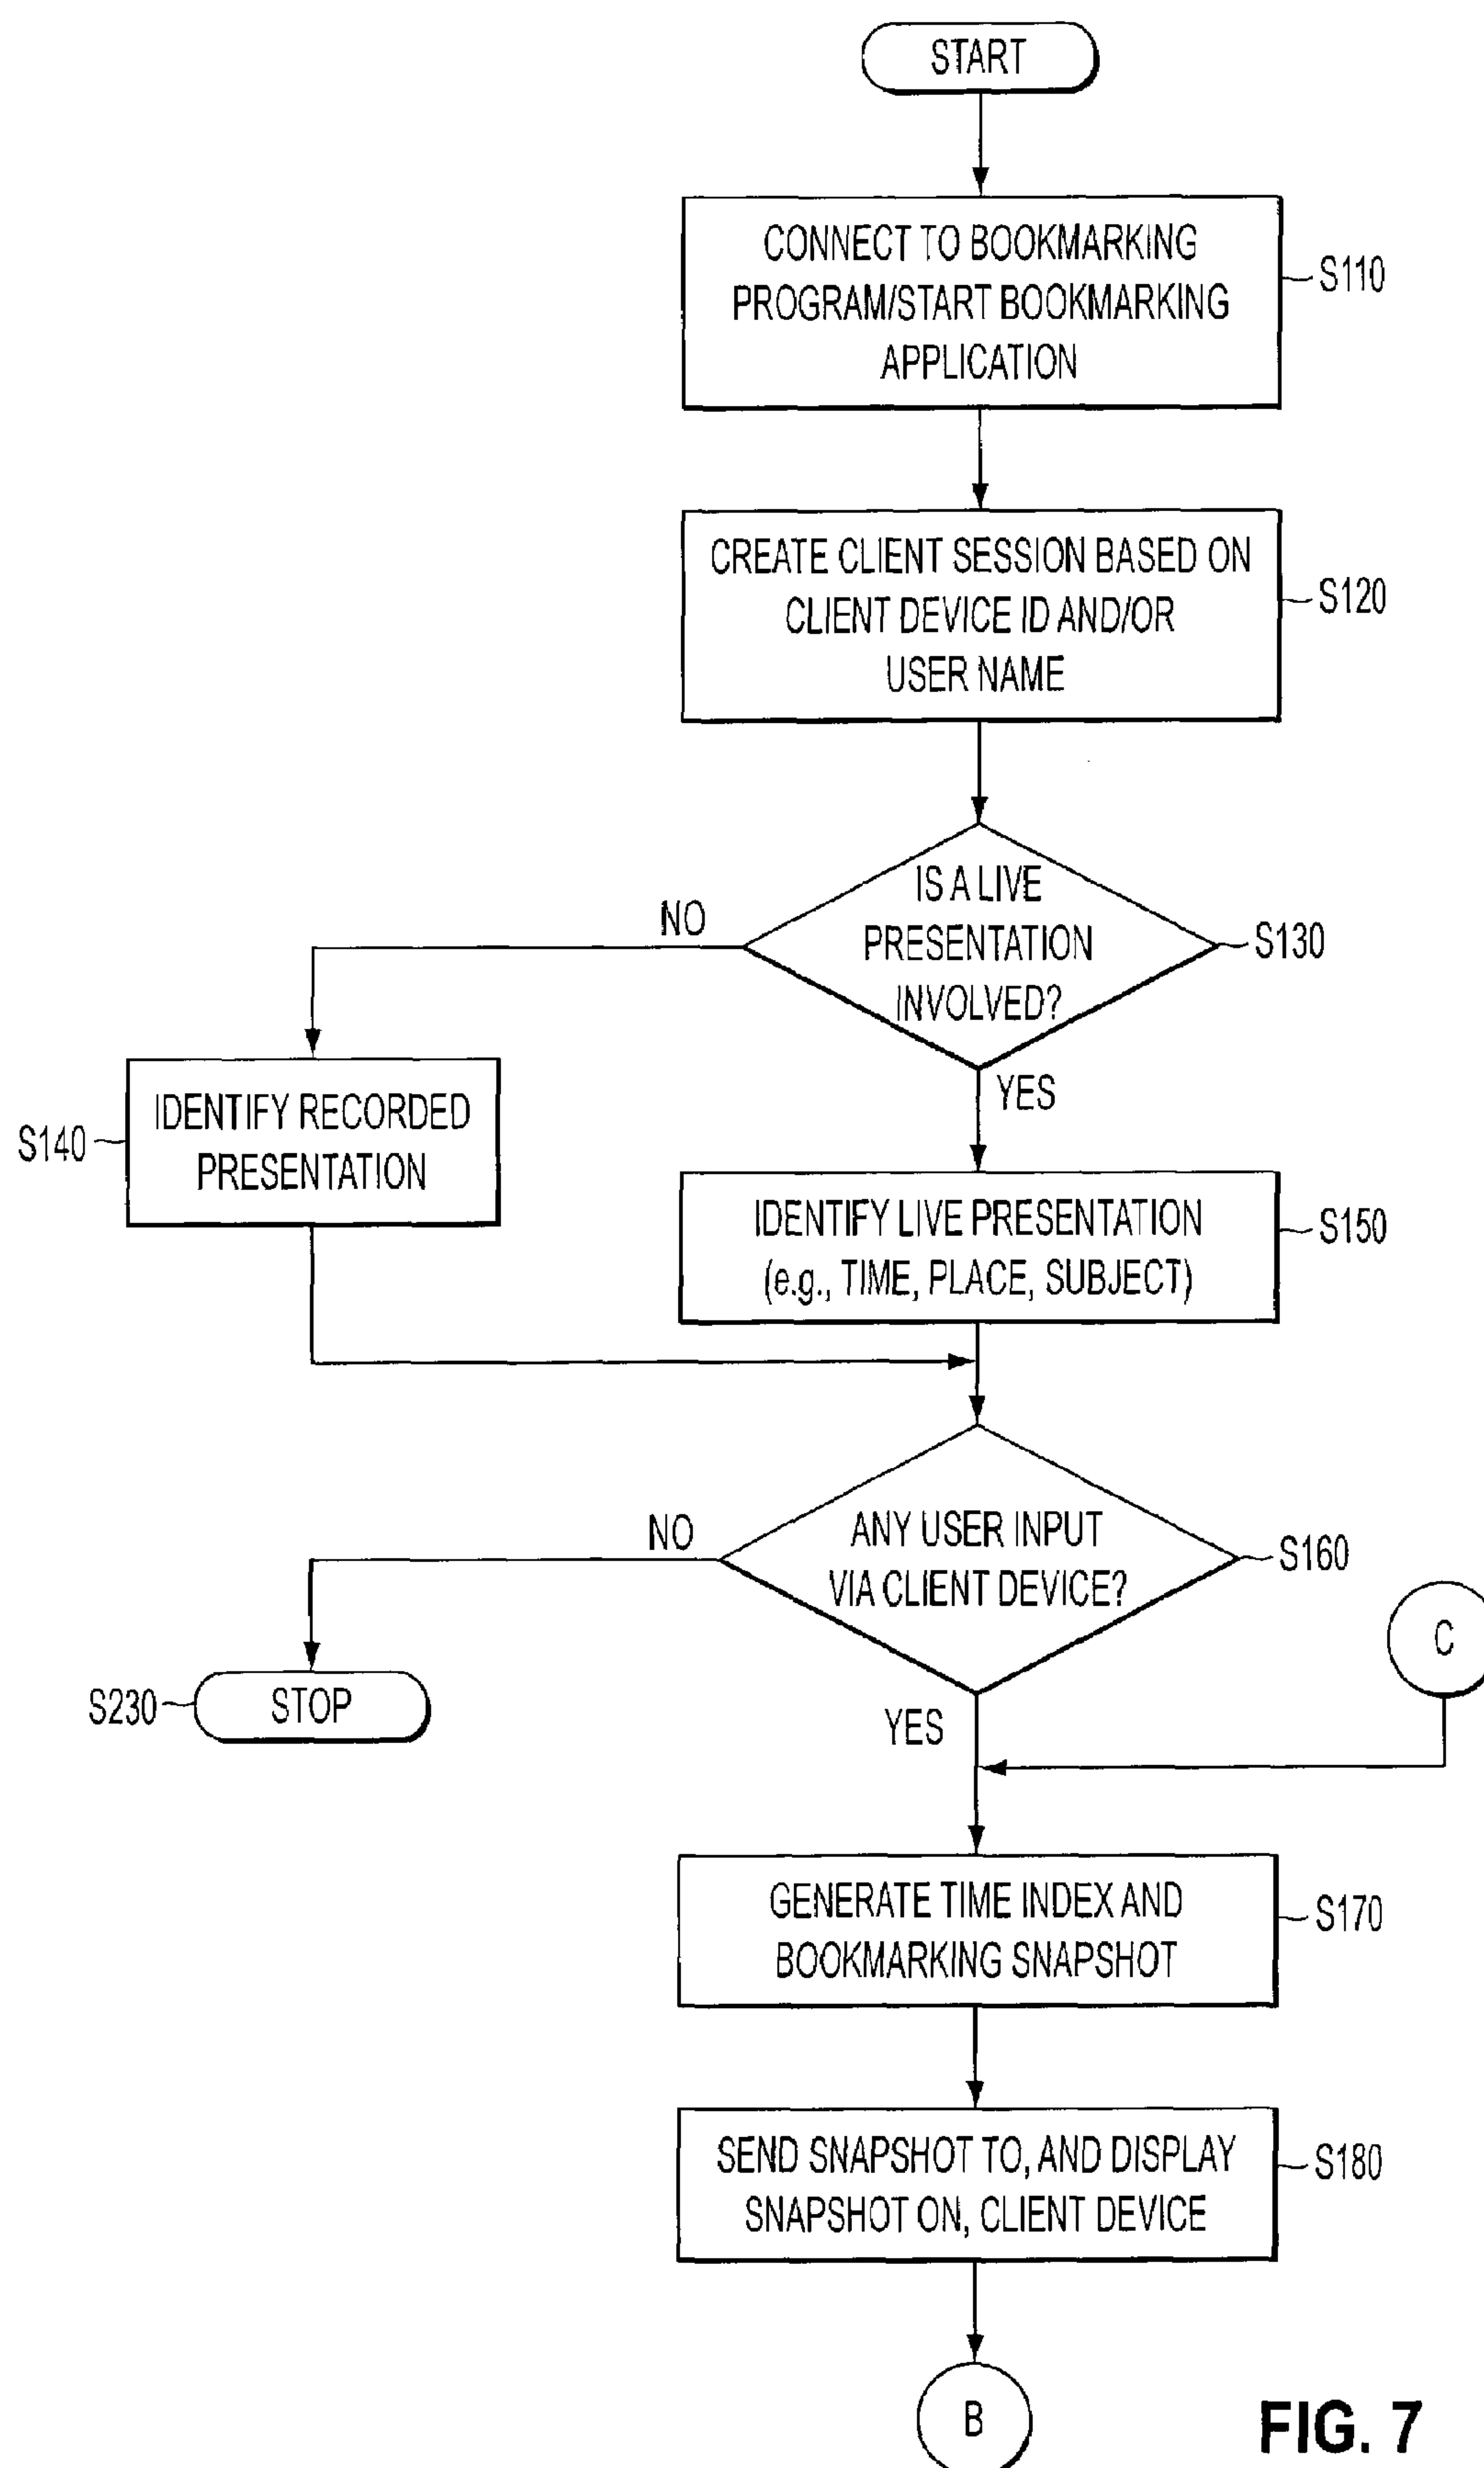 START
CONNECT TO BOOKMARKING
PROGRAM/START BOOKMARKING
APPLICATION
S110
CREATE CLIENT SESSION BASED ON
CLIENT DEVICE ID AND/OR
USER NAME
S120
IS A LIVE
PRESENTATION
INVOLVED?
S130
NO
YES
IDENTIFY RECORDED
PRESENTATION
S140
IDENTIFY LIVE PRESENTATION
(e.g., TIME, PLACE, SUBJECT)
S150
ANY USER INPUT
VIA CLIENT DEVICE?
S160
NO
STOP
S230
YES
C
GENERATE TIME INDEX AND
BOOKMARKING SNAPSHOT
S170
SEND SNAPSHOT TO, AND DISPLAY
SNAPSHOT ON, CLIENT DEVICE
S180
B
FIG. 7